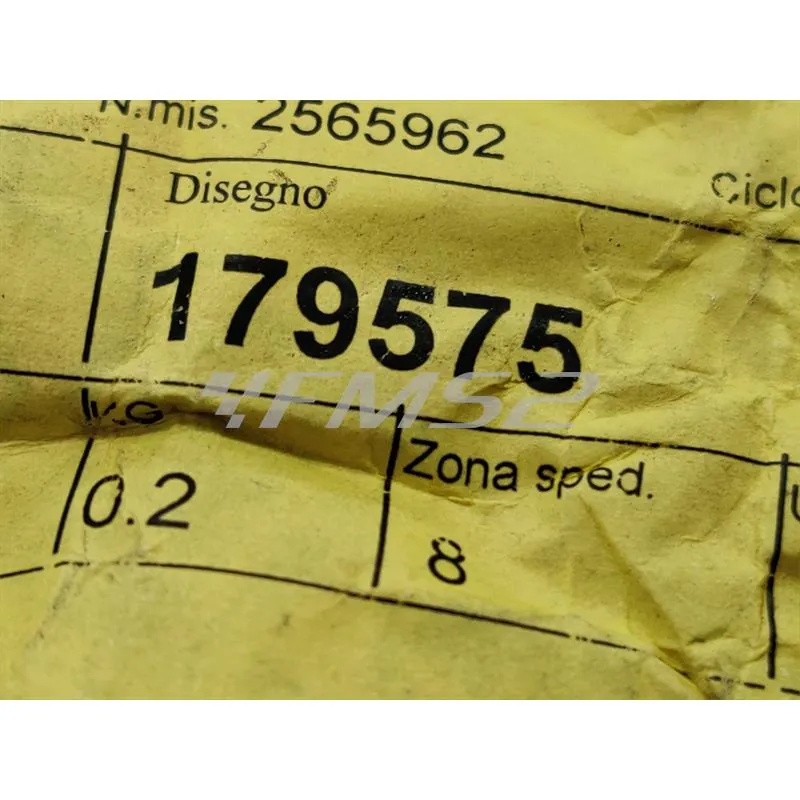 N.mis. 2565962
Disegno
Ciclo
179575
FMS2
Zona sped.
0.2
8